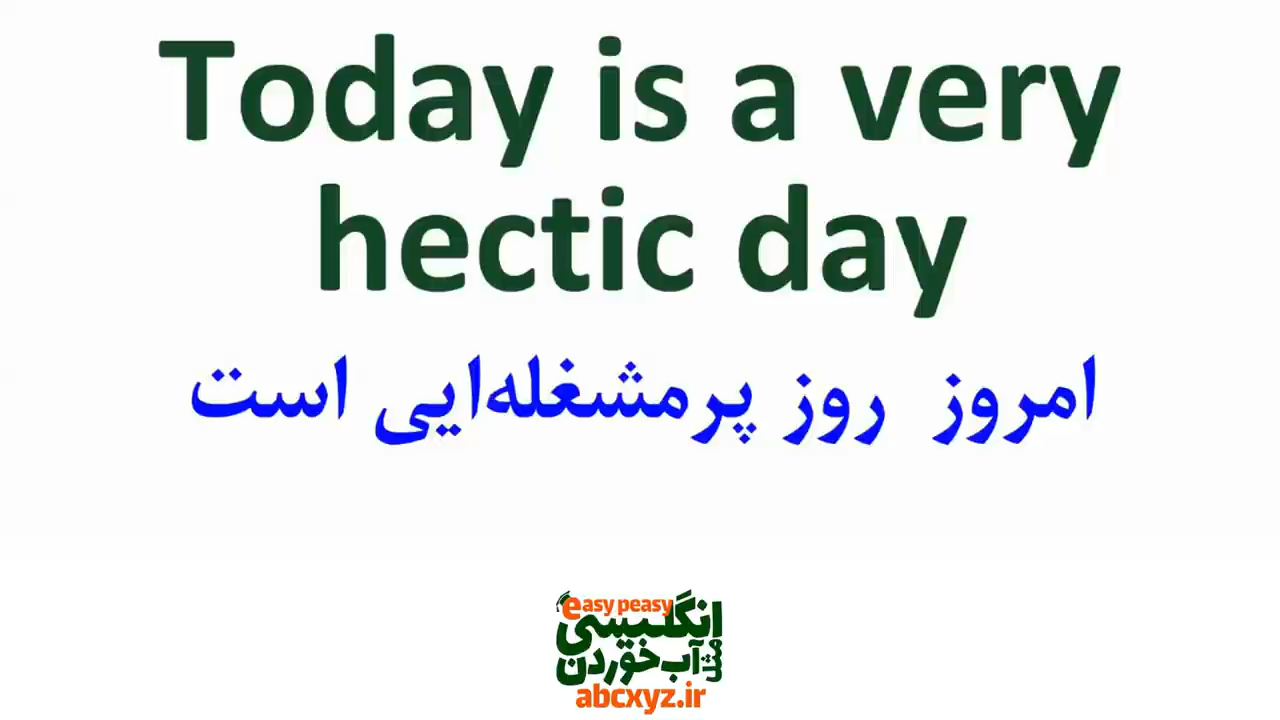 Today is a very
hectic day
امروز روز پرمشغله‌ایی است
easy peasy
انگلیسی
مثل آب خوردن
abcxyz.ir